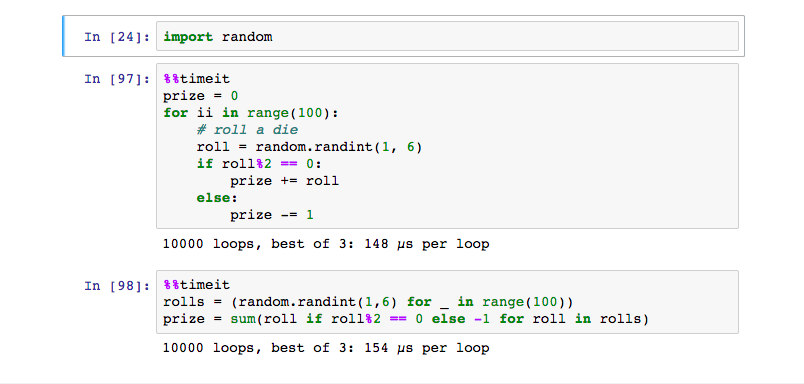 In [24]: import random
In [97]: %%timeit
prize = 0
for ii in range(100):
    # roll a die
    roll = random.randint(1, 6)
    if roll%2 == 0:
        prize += roll
    else:
        prize -= 1
10000 loops, best of 3: 148 µs per loop
In [98]: %%timeit
rolls = (random.randint(1,6) for _ in range(100))
prize = sum(roll if roll%2 == 0 else -1 for roll in rolls)
10000 loops, best of 3: 154 µs per loop